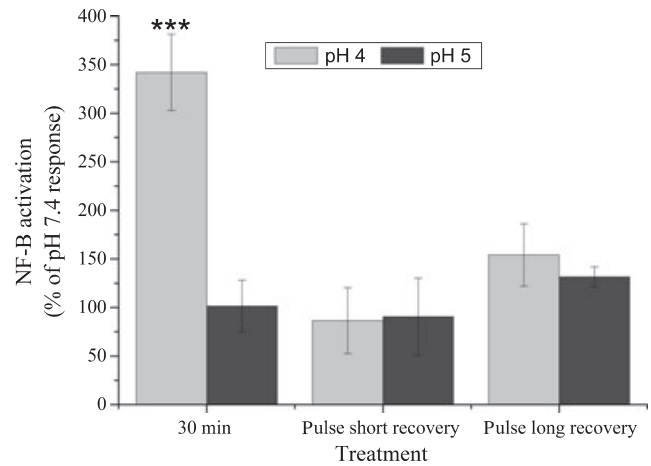 ***
pH 4 pH 5
NF-B activation
(% of pH 7.4 response)
400
350
300
250
200
150
100
50
0
30 min Pulse short recovery Pulse long recovery
Treatment